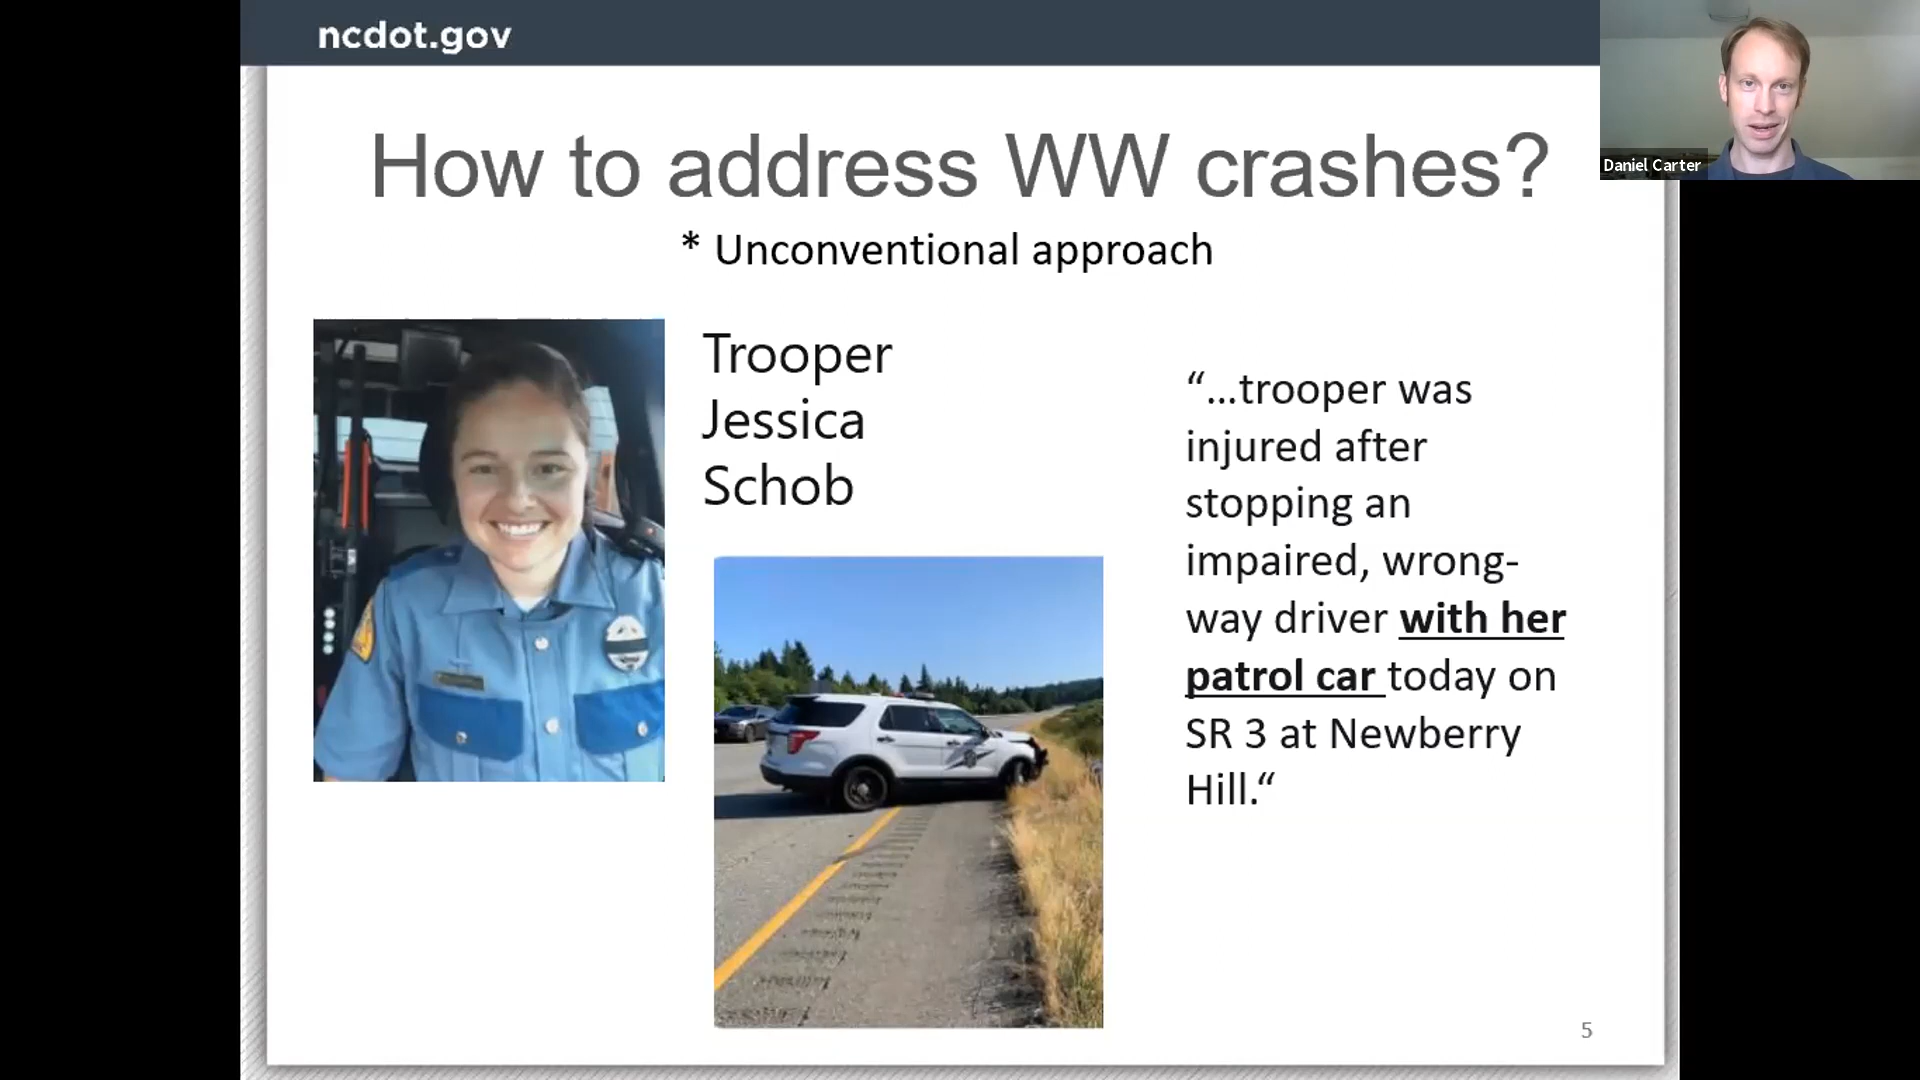 ncdot.gov
Daniel Carter
How to address WW crashes?
* Unconventional approach
Trooper
Jessica
Schob
“...trooper was
injured after
stopping an
impaired, wrong-
way driver with her
patrol car today on
SR 3 at Newberry
Hill.“
5